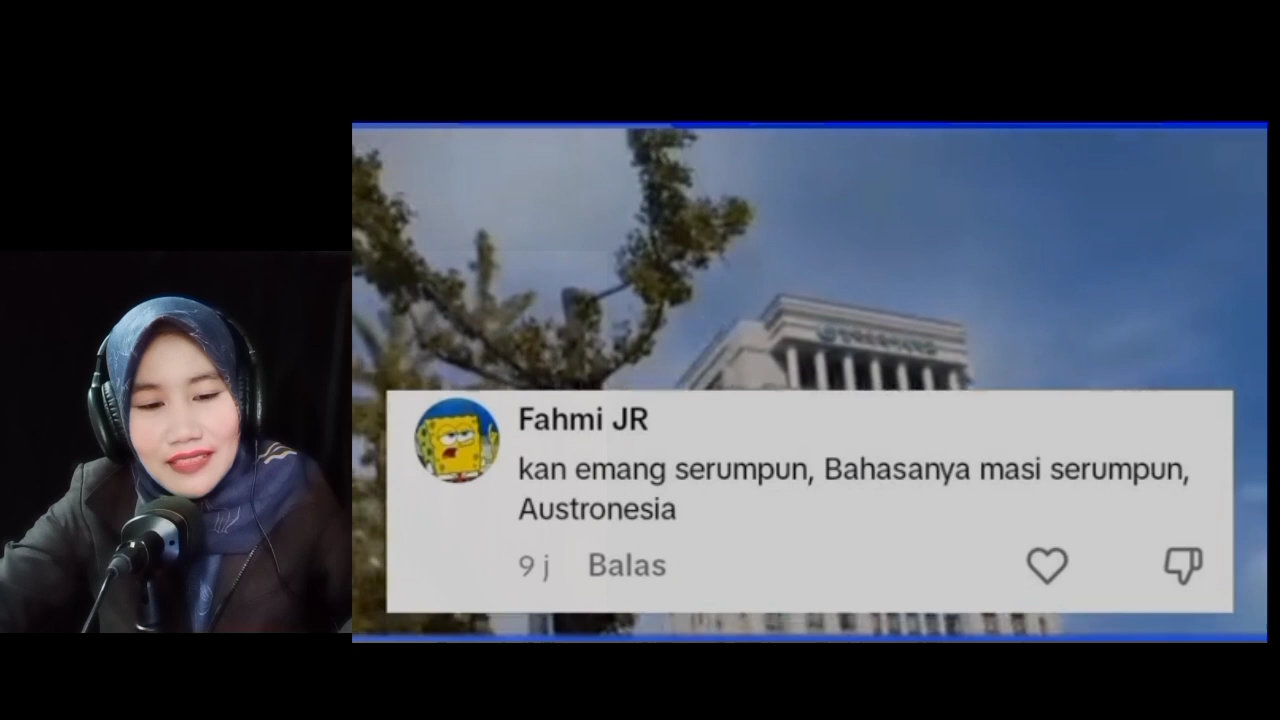 Fahmi JR
kan emang serumpun, Bahasanya masi serumpun,
Austronesia
9 j Balas